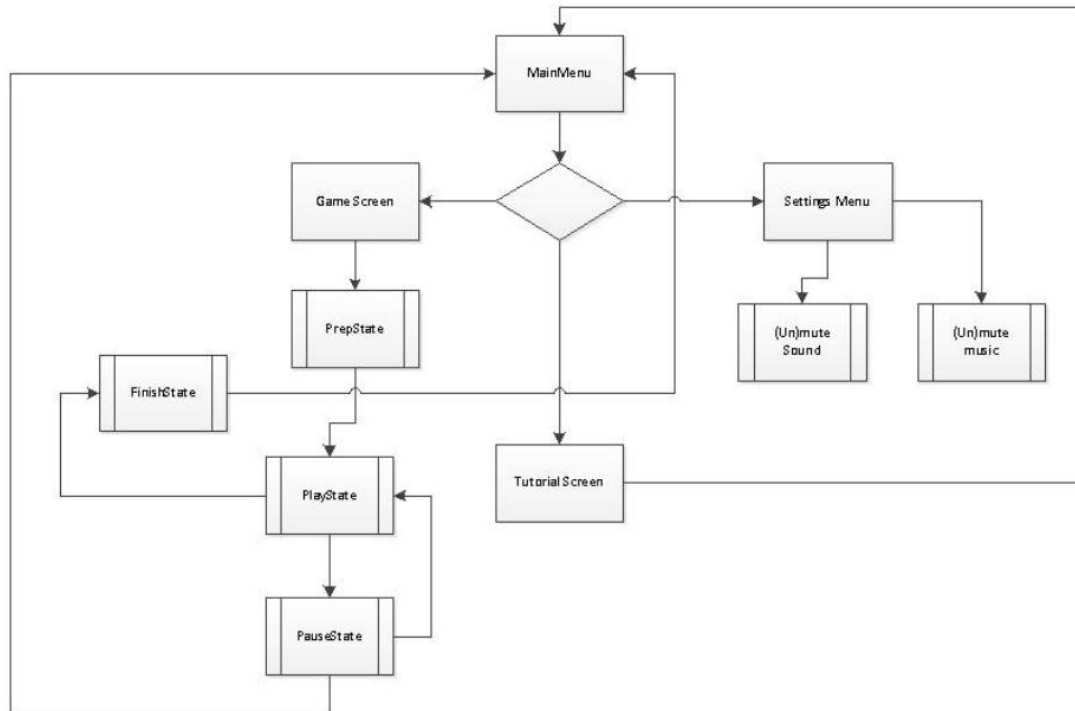 MainMenu
Game Screen
Settings Menu
PrepState
(Un)mute
Sound
(Un)mute
music
FinishState
PlayState
Tutorial Screen
PauseState